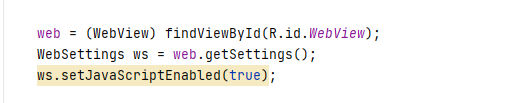 web = (WebView) findViewById(R.id.WebView);
WebSettings ws = web.getSettings();
ws.setJavaScriptEnabled(true);